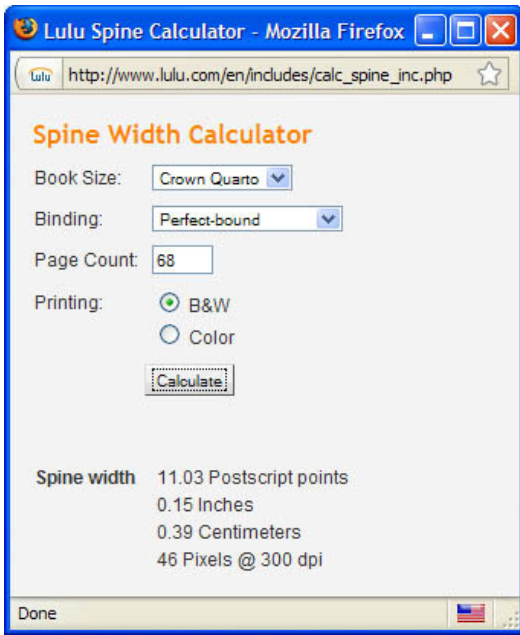 Lulu Spine Calculator - Mozilla Firefox
lulu http://www.lulu.com/en/includes/calc_spine_inc.php
Spine Width Calculator
Book Size: Crown Quarto
Binding: Perfect-bound
Page Count: 68
Printing: B&W
Color
Calculate
Spine width 11.03 Postscript points
0.15 Inches
0.39 Centimeters
46 Pixels @ 300 dpi
Done